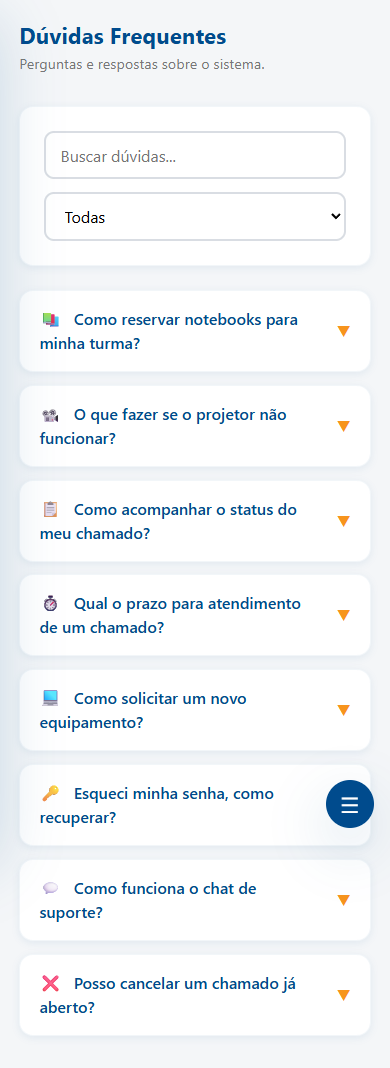 Dúvidas Frequentes
Perguntas e respostas sobre o sistema.
Buscar dúvidas...
Todas
Como reservar notebooks para
minha turma?
O que fazer se o projetor não
funcionar?
Como acompanhar o status do
meu chamado?
Qual o prazo para atendimento
de um chamado?
Como solicitar um novo
equipamento?
Esqueci minha senha, como
recuperar?
Como funciona o chat de
suporte?
Posso cancelar um chamado já
aberto?